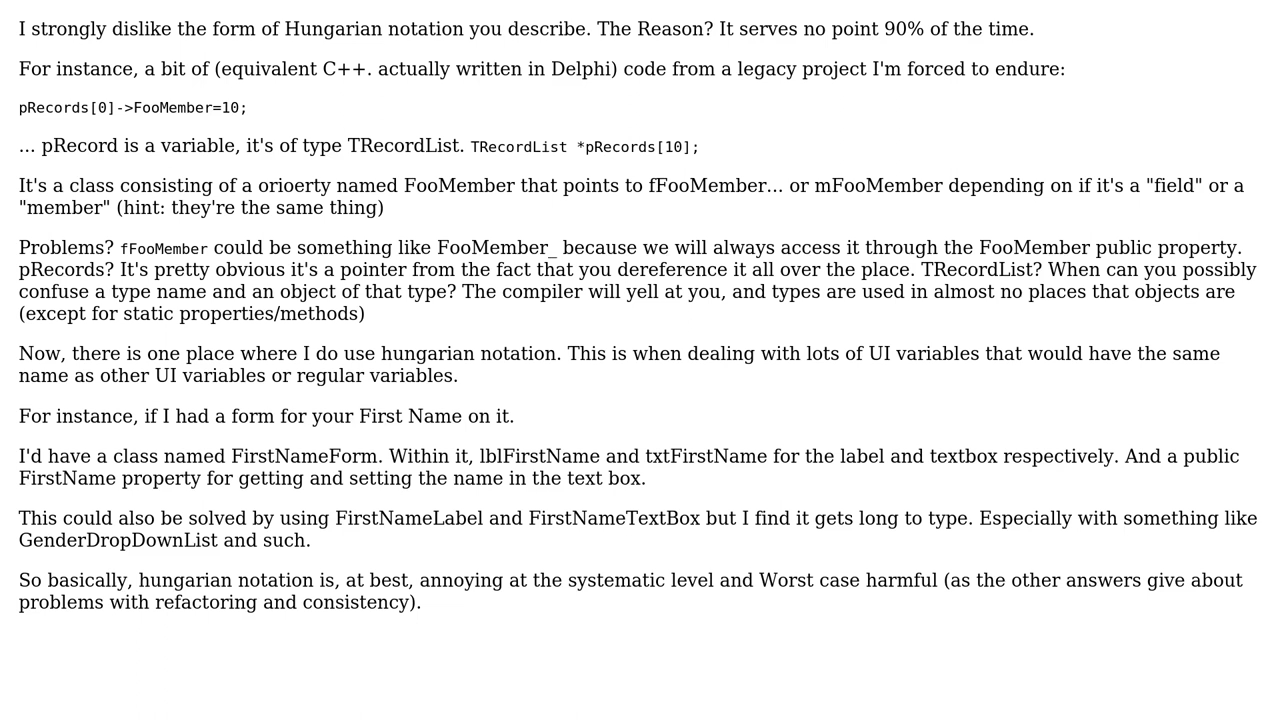 I strongly dislike the form of Hungarian notation you describe. The Reason? It serves no point 90% of the time.
For instance, a bit of (equivalent C++. actually written in Delphi) code from a legacy project I'm forced to endure:
pRecords[0]->FooMember=10;
... pRecord is a variable, it's of type TRecordList. TRecordList *pRecords[10];
It's a class consisting of a orioerty named FooMember that points to fFooMember... or mFooMember depending on if it's a "field" or a
"member" (hint: they're the same thing)
Problems? fFooMember could be something like FooMember_ because we will always access it through the FooMember public property.
pRecords? It's pretty obvious it's a pointer from the fact that you dereference it all over the place. TRecordList? When can you possibly
confuse a type name and an object of that type? The compiler will yell at you, and types are used in almost no places that objects are
(except for static properties/methods)
Now, there is one place where I do use hungarian notation. This is when dealing with lots of UI variables that would have the same
name as other UI variables or regular variables.
For instance, if I had a form for your First Name on it.
I'd have a class named FirstNameForm. Within it, lblFirstName and txtFirstName for the label and textbox respectively. And a public
FirstName property for getting and setting the name in the text box.
This could also be solved by using FirstNameLabel and FirstNameTextBox but I find it gets long to type. Especially with something like
GenderDropDownList and such.
So basically, hungarian notation is, at best, annoying at the systematic level and Worst case harmful (as the other answers give about
problems with refactoring and consistency).